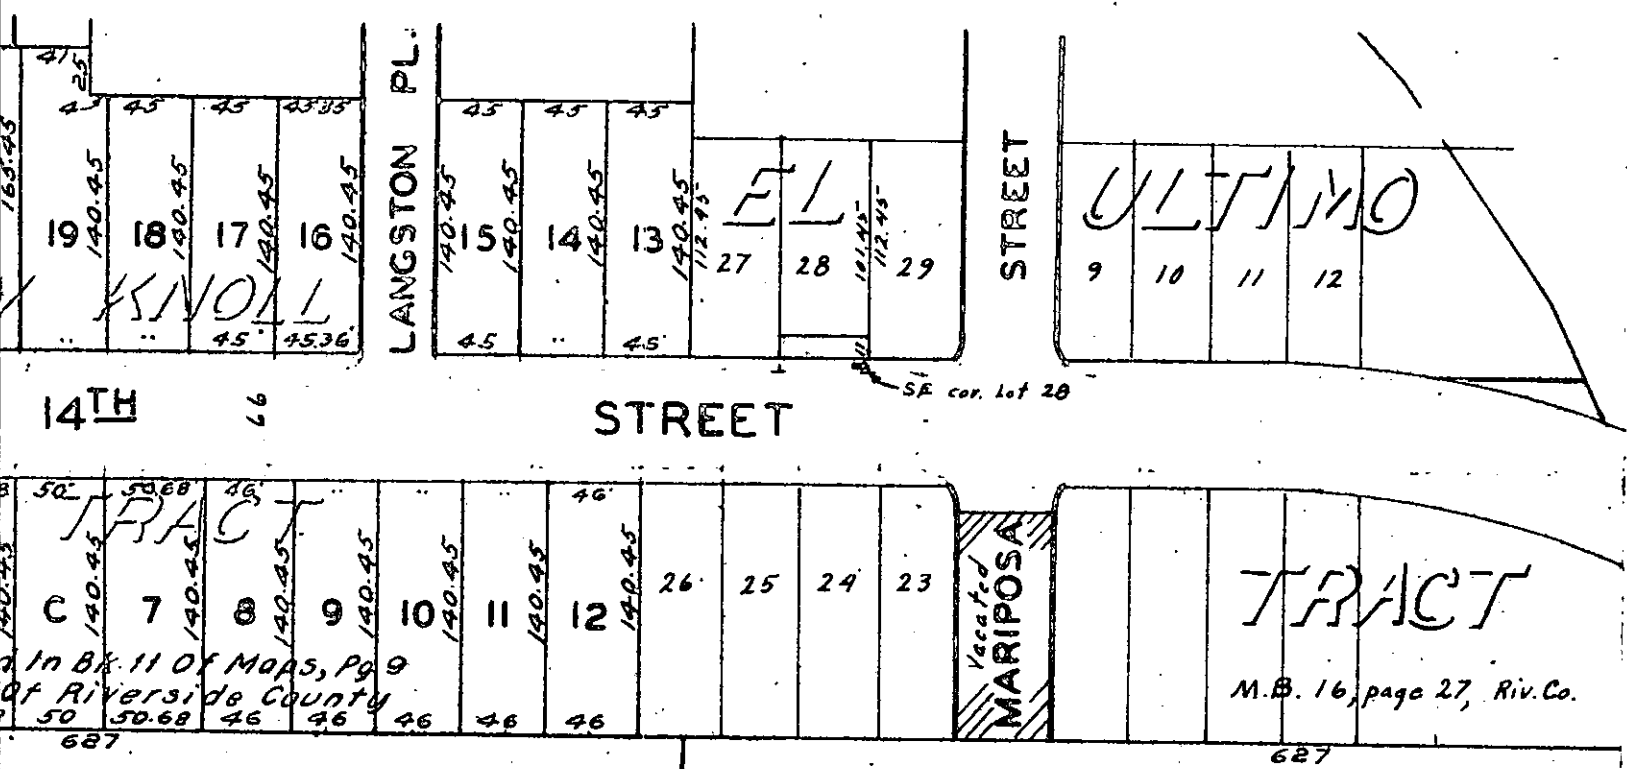 41
25
43 45 45 45.35
45 45 45
165.45
140.45 140.45 140.45 140.45
140.45 140.45 140.45 140.45
112.45
101.45
112.45
19 18 17 16
15 14 13
27 28 29
9 10 11 12
LANGSTON PL.
STREET
EL ULTIMO
KNOLL
.. .. 45 45.36
45 .. 45
11
SE cor. Lot 28
14TH STREET
66
50 50.68 46 .. .. .. 46
TRACT
140.45 140.45 140.45 140.45 140.45 140.45 140.45 140.45
C 7 8 9 10 11 12
26 25 24 23
Vacated
MARIPOSA
TRACT
In Bk. 11 Of Maps, Pg 9
Of Riverside County
M.B. 16, page 27, Riv. Co.
50 50.68 46 46 46 46 46
687
627